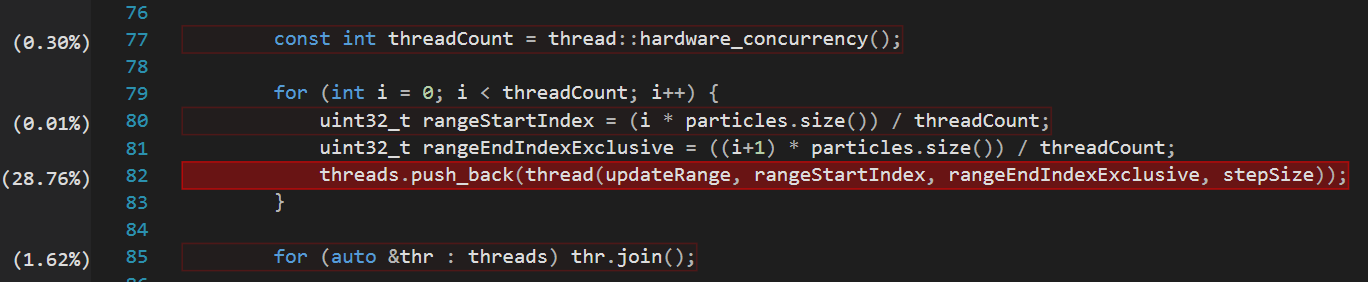 76
(0.30%) 77 const int threadCount = thread::hardware_concurrency();
78
79 for (int i = 0; i < threadCount; i++) {
(0.01%) 80 uint32_t rangeStartIndex = (i * particles.size()) / threadCount;
81 uint32_t rangeEndIndexExclusive = ((i+1) * particles.size()) / threadCount;
(28.76%) 82 threads.push_back(thread(updateRange, rangeStartIndex, rangeEndIndexExclusive, stepSize));
83 }
84
(1.62%) 85 for (auto &thr : threads) thr.join();